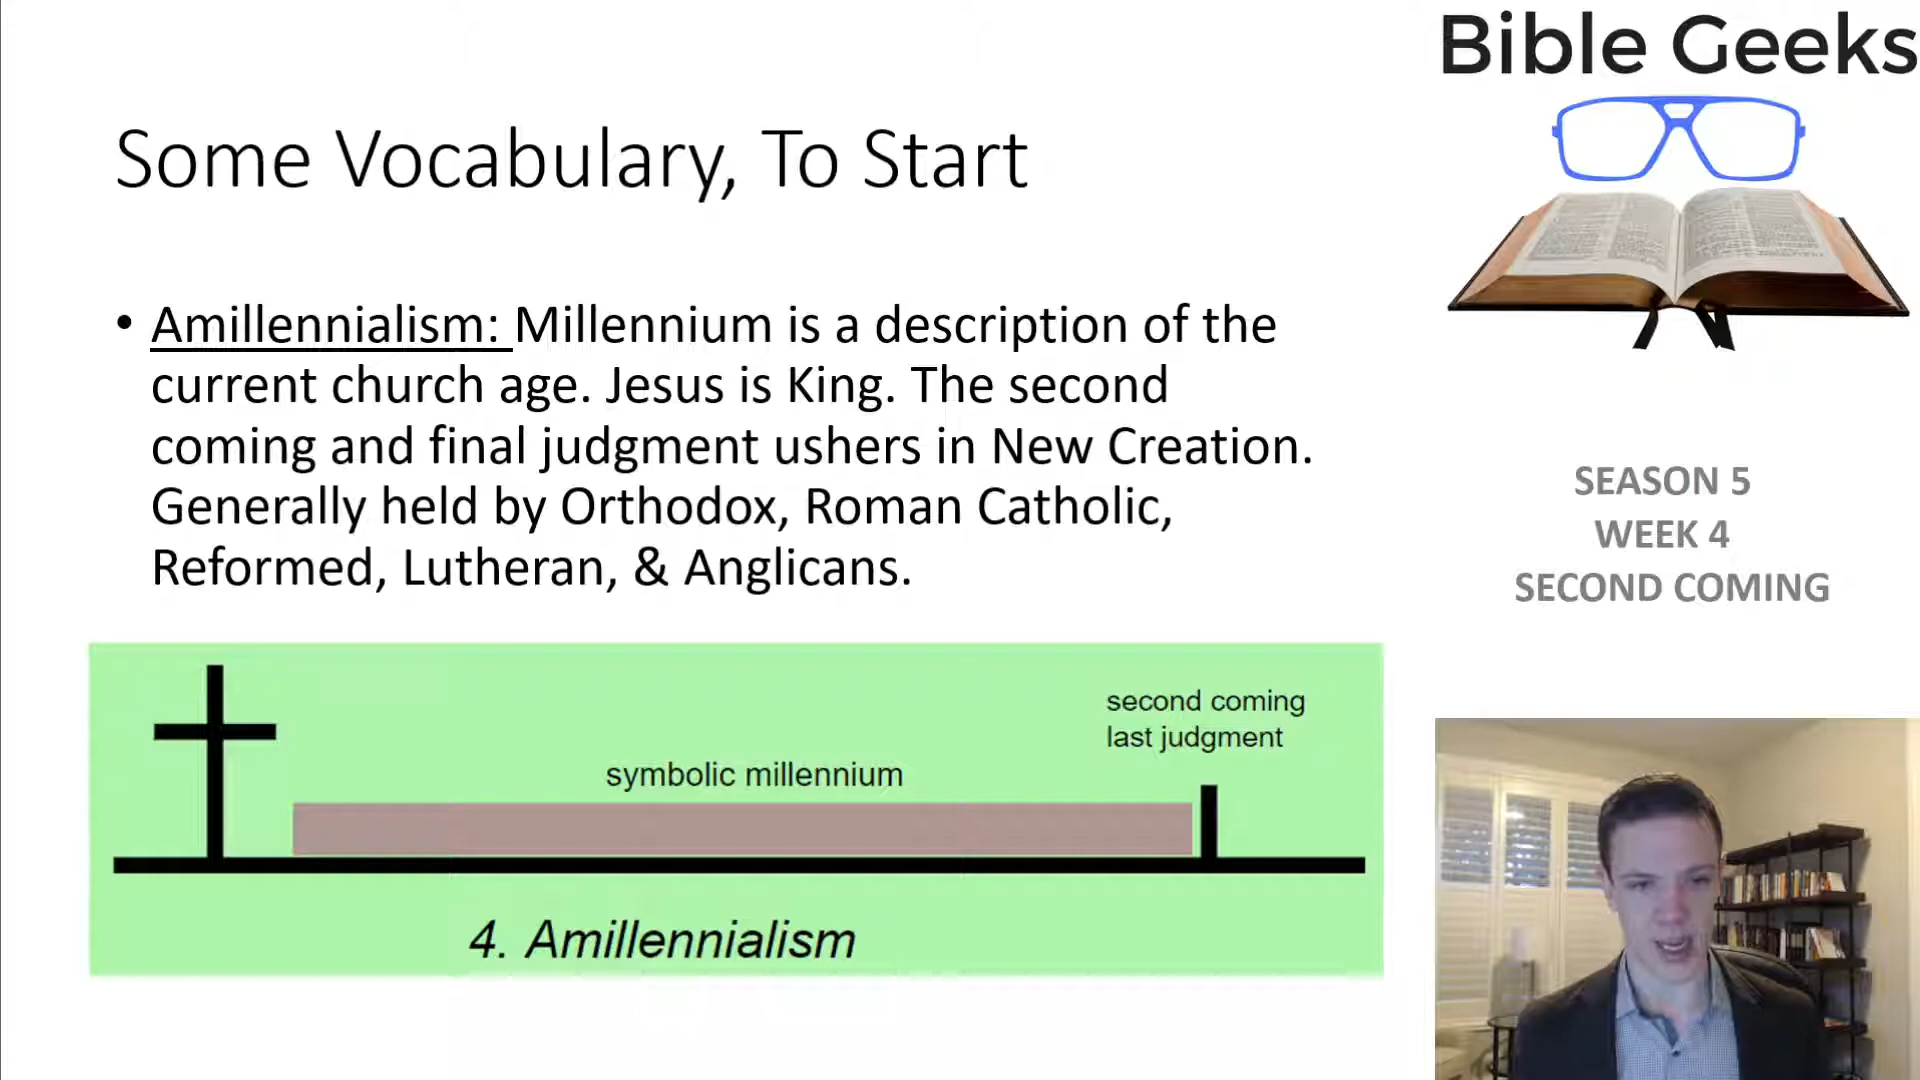 Bible Geeks
Some Vocabulary, To Start
• Amillennialism: Millennium is a description of the
current church age. Jesus is King. The second
coming and final judgment ushers in New Creation.
Generally held by Orthodox, Roman Catholic,
Reformed, Lutheran, & Anglicans.
SEASON 5
WEEK 4
SECOND COMING
second coming
last judgment
symbolic millennium
4. Amillennialism